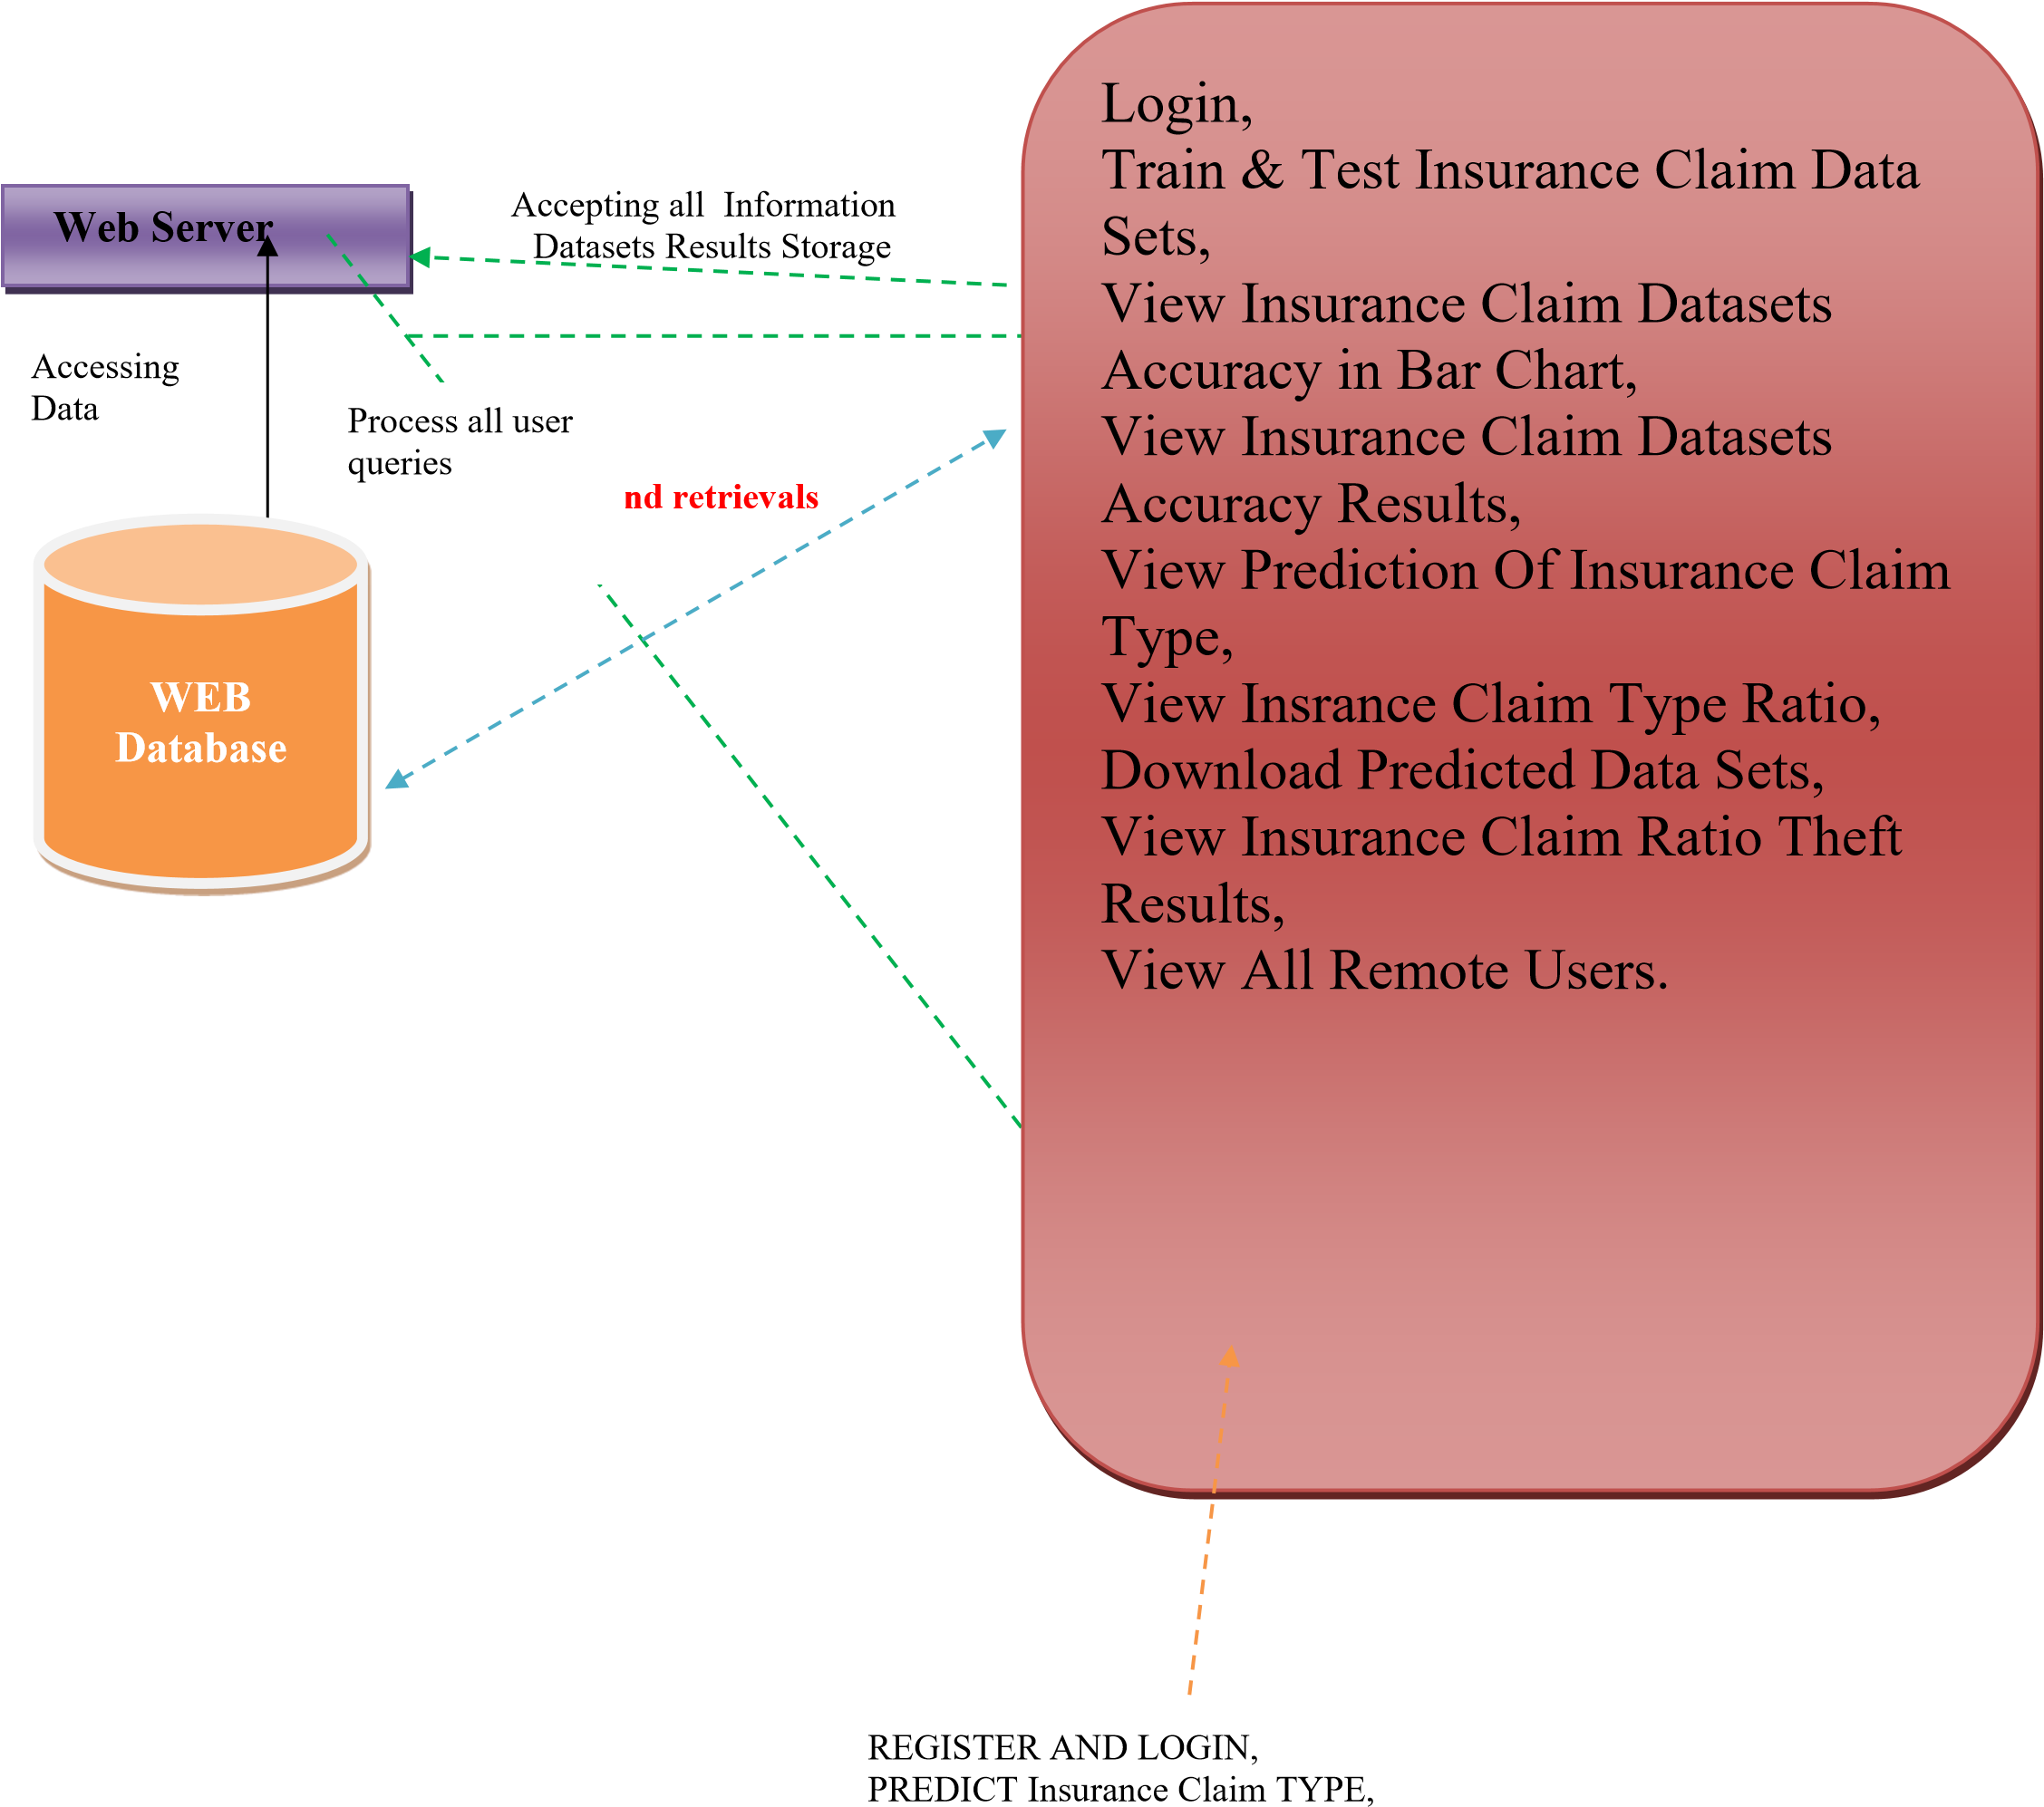 Web Server
Accepting all  Information
Datasets Results Storage
Accessing
Data
Process all user
queries
nd retrievals
WEB
Database
Login,
Train & Test Insurance Claim Data
Sets,
View Insurance Claim Datasets
Accuracy in Bar Chart,
View Insurance Claim Datasets
Accuracy Results,
View Prediction Of Insurance Claim
Type,
View Insrance Claim Type Ratio,
Download Predicted Data Sets,
View Insurance Claim Ratio Theft
Results,
View All Remote Users.
REGISTER AND LOGIN,
PREDICT Insurance Claim TYPE,